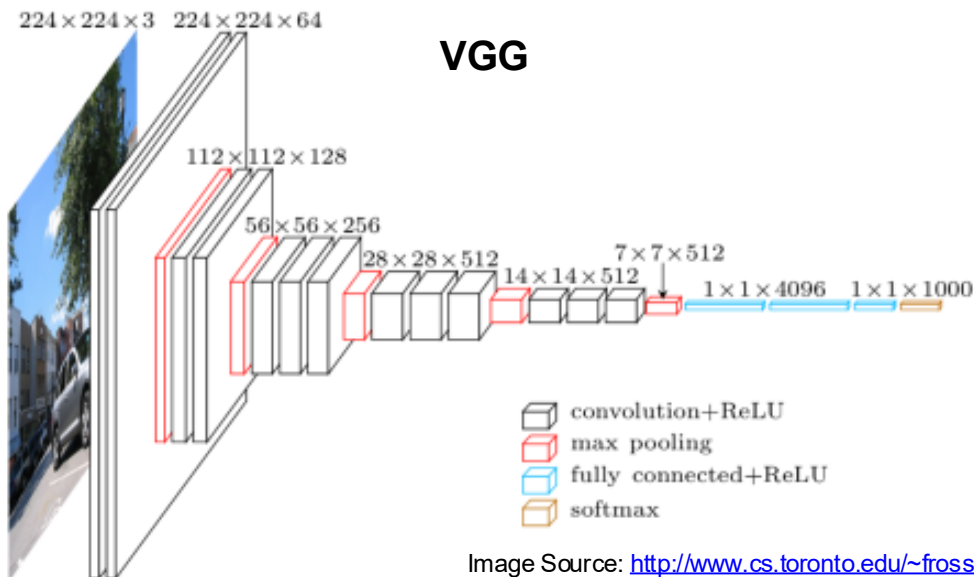 224×224×3 224×224×64
VGG
112×112×128
56×56×256
28×28×512
14×14×512
7×7×512
1×1×4096 1×1×1000
convolution+ReLU
max pooling
fully connected+ReLU
softmax
Image Source: http://www.cs.toronto.edu/~fross